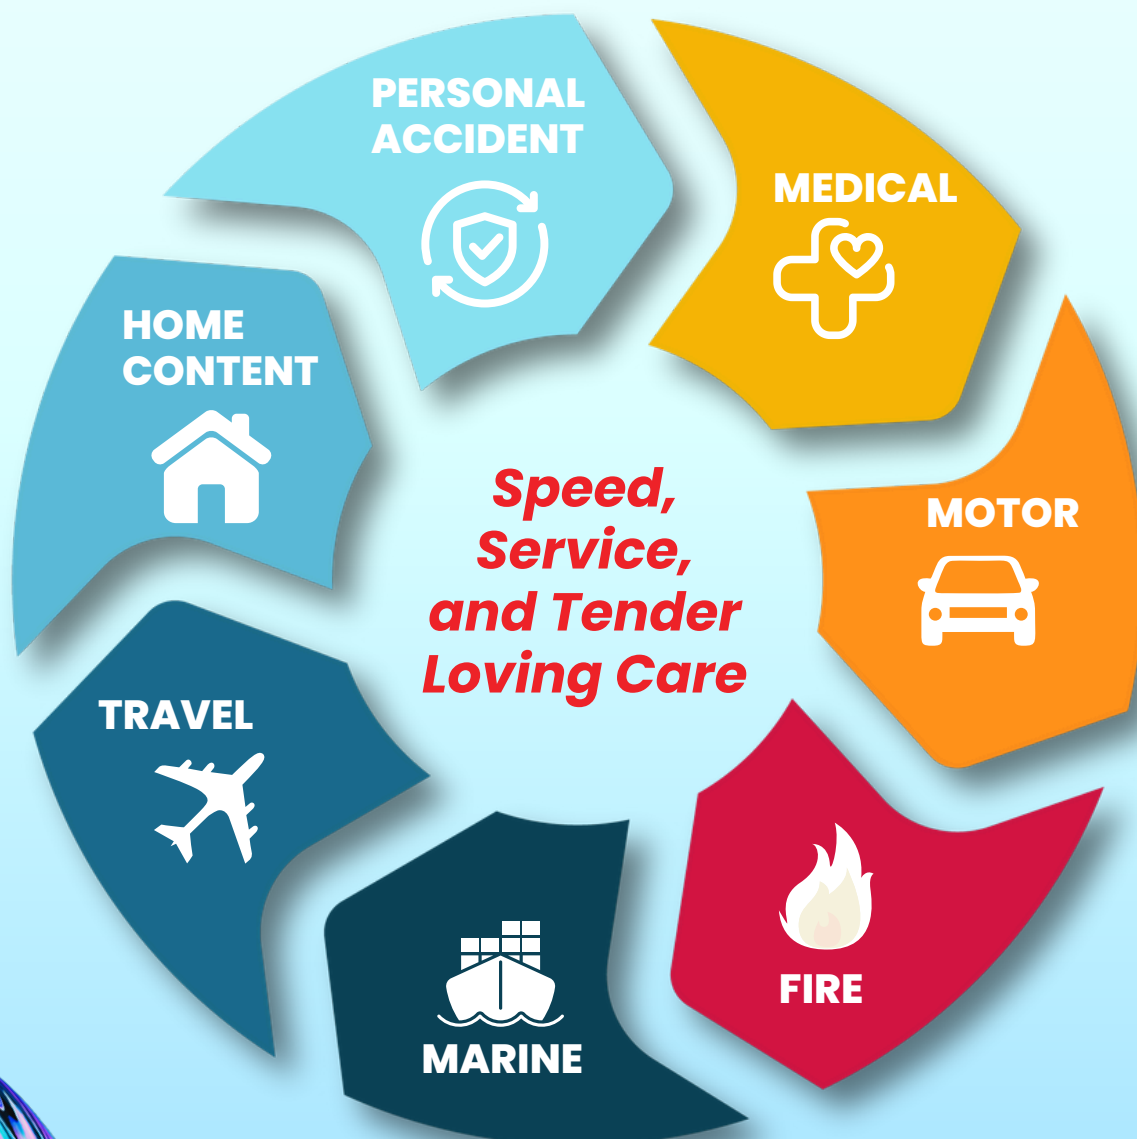 PERSONAL
ACCIDENT
MEDICAL
HOME
CONTENT
Speed,
Service,
and Tender
Loving Care
MOTOR
TRAVEL
FIRE
MARINE